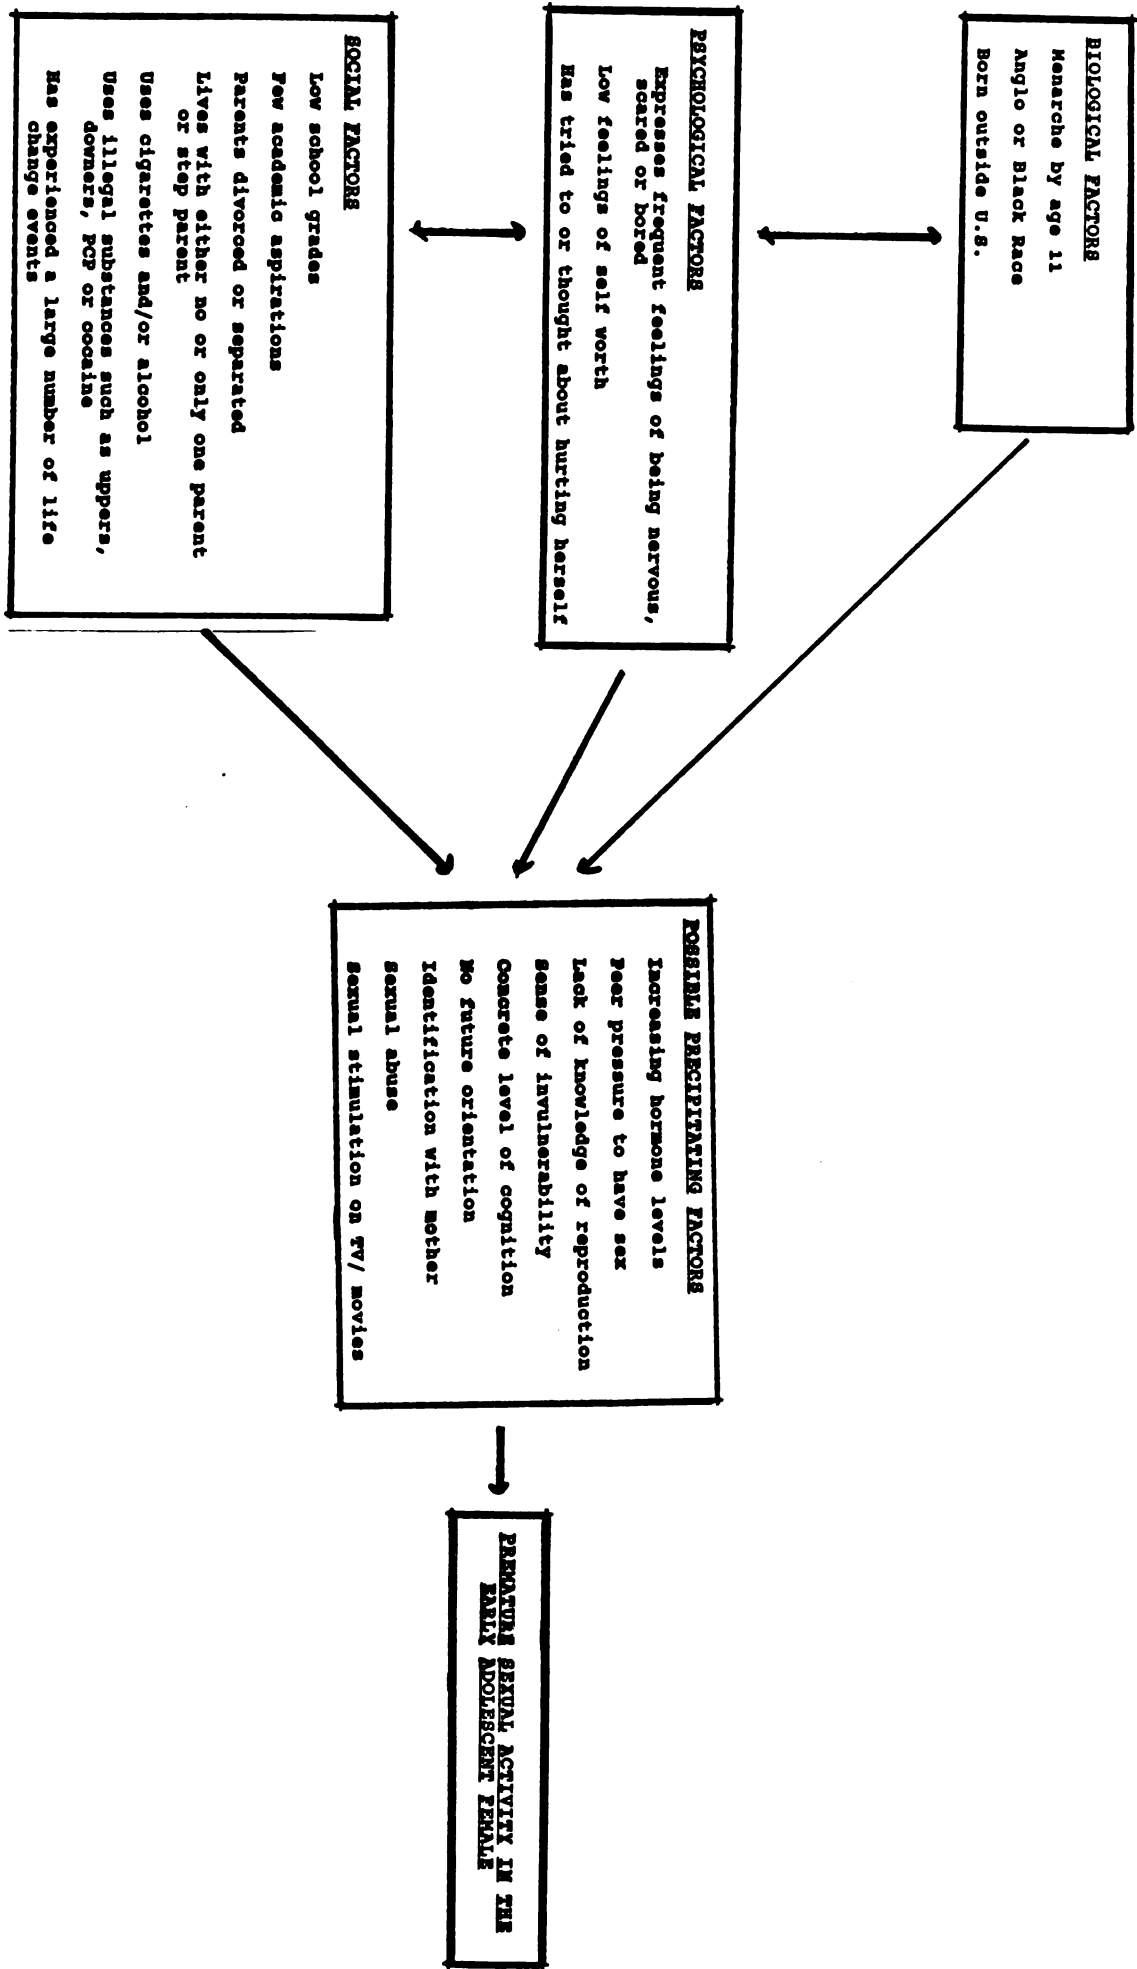 BIOLOGICAL FACTORS
Menarche by age 11
Anglo or Black Race
Born outside U.S.
PSYCHOLOGICAL FACTORS
Expresses frequent feelings of being nervous,
scared or bored
Low feelings of self worth
Has tried to or thought about hurting herself
SOCIAL FACTORS
Low school grades
Few academic aspirations
Parents divorced or separated
Lives with either no or only one parent
or step parent
Uses cigarettes and/or alcohol
Uses illegal substances such as uppers,
downers, PCP or cocaine
Has experienced a large number of life
change events
POSSIBLE PRECIPITATING FACTORS
Increasing hormone levels
Peer pressure to have sex
Lack of knowledge of reproduction
Sense of invulnerability
Concrete level of cognition
No future orientation
Identification with mother
Sexual abuse
Sexual stimulation on TV/ movies
PREMATURE SEXUAL ACTIVITY IN THE
EARLY ADOLESCENT FEMALE